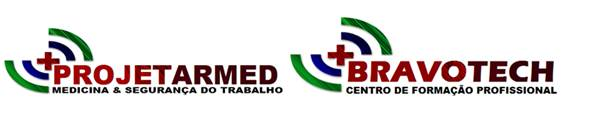 PROJETARMED
MEDICINA & SEGURANÇA DO TRABALHO
BRAVOTECH
CENTRO DE FORMAÇÃO PROFISSIONAL